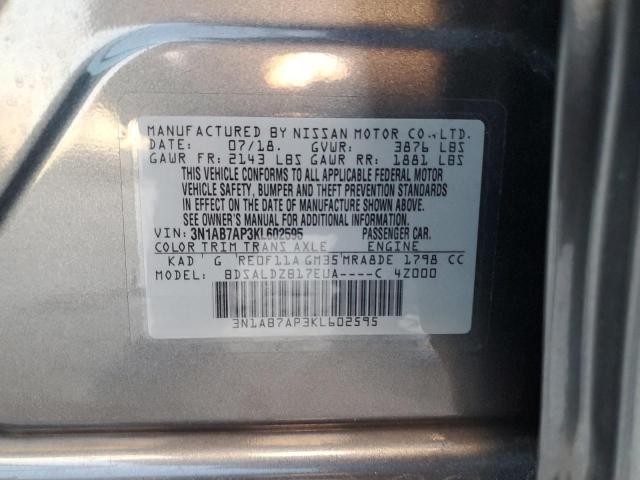 MANUFACTURED BY NISSAN MOTOR CO., LTD.
DATE: 07/18. GVWR: 3876 LBS
GAWR FR: 2143 LBS GAWR RR: 1881 LBS
THIS VEHICLE CONFORMS TO ALL APPLICABLE FEDERAL MOTOR
VEHICLE SAFETY, BUMPER AND THEFT PREVENTION STANDARDS
IN EFFECT ON THE DATE OF MANUFACTURE SHOWN ABOVE.
SEE OWNER'S MANUAL FOR ADDITIONAL INFORMATION.
VIN: 3N1AB7AP3KL602595 PASSENGER CAR.
COLOR TRIM TRANS AXLE ENGINE
KAD G RE0F11A GM35 MRA8DE 1798 CC
MODEL: BDSALDZB17EUA----C 4Z000
3N1AB7AP3KL602595